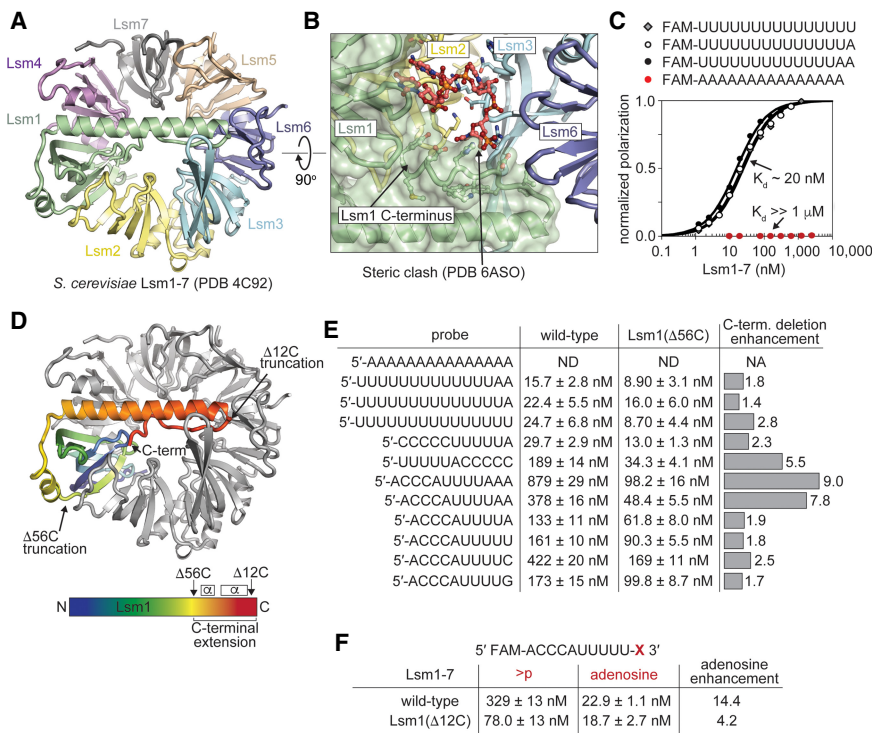 A
Lsm7
Lsm4
Lsm5
Lsm1
Lsm6
90o
Lsm3
Lsm2
S. cerevisiae Lsm1-7 (PDB 4C92)
B
Lsm2
Lsm3
Lsm1
Lsm6
Lsm1 C-terminus
Steric clash (PDB 6ASO)
C
FAM-UUUUUUUUUUUUUUU
FAM-UUUUUUUUUUUUUUA
FAM-UUUUUUUUUUUUUAA
FAM-AAAAAAAAAAAAAAA
normalized polarization
1.0
0.5
0.0
Kd ~ 20 nM
Kd >> 1 μM
0.1 1 10 100 1000 10,000
Lsm1-7 (nM)
D
Δ12C
truncation
C-term
Δ56C
truncation
Δ56C Δ12C
α α
N Lsm1 C
C-terminal
extension
E
probe wild-type Lsm1(Δ56C) C-term. deletion
enhancement
5′-AAAAAAAAAAAAAAA ND ND NA
5′-UUUUUUUUUUUUUAA 15.7 ± 2.8 nM 8.90 ± 3.1 nM 1.8
5′-UUUUUUUUUUUUUUA 22.4 ± 5.5 nM 16.0 ± 6.0 nM 1.4
5′-UUUUUUUUUUUUUUU 24.7 ± 6.8 nM 8.70 ± 4.4 nM 2.8
5′-CCCCCUUUUA 29.7 ± 2.9 nM 13.0 ± 1.3 nM 2.3
5′-UUUUUACCCCC 189 ± 14 nM 34.3 ± 4.1 nM 5.5
5′-ACCCAUUUUAAA 879 ± 29 nM 98.2 ± 16 nM 9.0
5′-ACCCAUUUUAA 378 ± 16 nM 48.4 ± 5.5 nM 7.8
5′-ACCCAUUUUA 133 ± 11 nM 61.8 ± 8.0 nM 1.9
5′-ACCCAUUUUU 161 ± 10 nM 90.3 ± 5.5 nM 1.8
5′-ACCCAUUUUC 422 ± 20 nM 169 ± 11 nM 2.5
5′-ACCCAUUUUG 173 ± 15 nM 99.8 ± 8.7 nM 1.7
F
5′ FAM-ACCCAUUUUU-X 3′
Lsm1-7 >p adenosine adenosine
enhancement
wild-type 329 ± 13 nM 22.9 ± 1.1 nM 14.4
Lsm1(Δ12C) 78.0 ± 13 nM 18.7 ± 2.7 nM 4.2